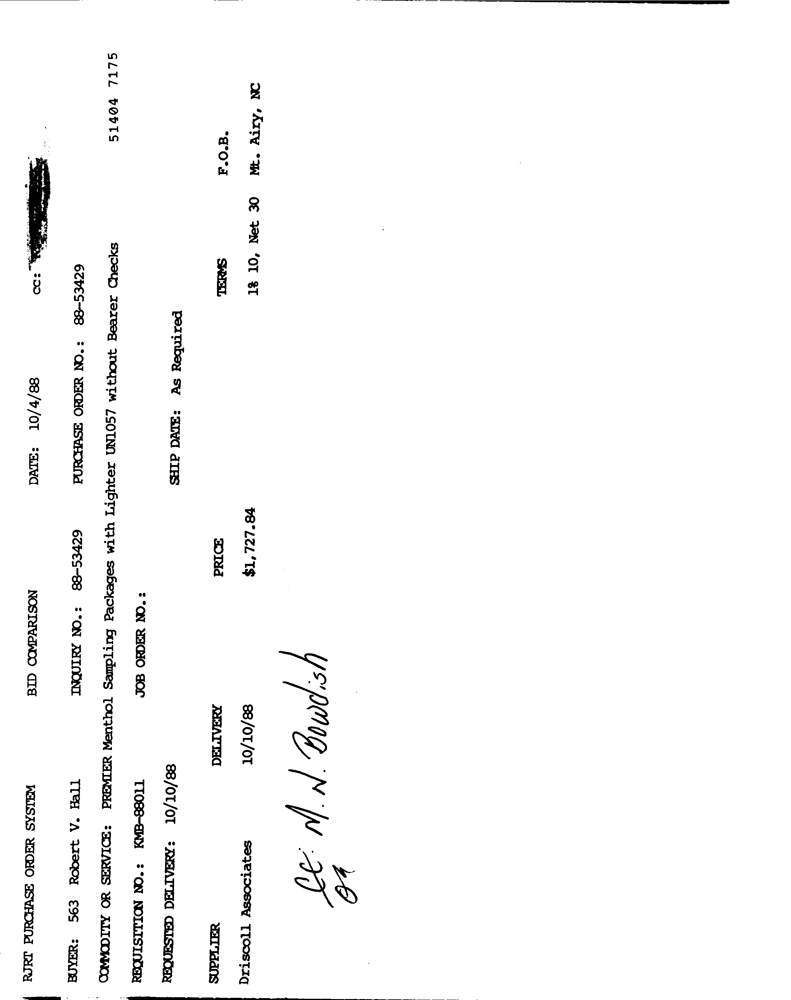 RJRT PURCHASE ORDER SYSTEM BID COMPARISON DATE: 10/4/88 cc:
BUYER: 563 Robert V. Hall INQUIRY NO.: 88-53429 PURCHASE ORDER NO.: 88-53429
COMMODITY OR SERVICE: PREMIER Menthol Sampling Packages with Lighter UN1057 without Bearer Checks
51404 7175
REQUISITION NO.: KMB-88011 JOB ORDER NO.:
REQUESTED DELIVERY: 10/10/88 SHIP DATE: As Required
SUPPLIER DELIVERY PRICE TERMS F.O.B.
Driscoll Associates 10/10/88 $1,727.84 1% 10, Net 30 Mt. Airy, NC
cc: M. N. Bowdish